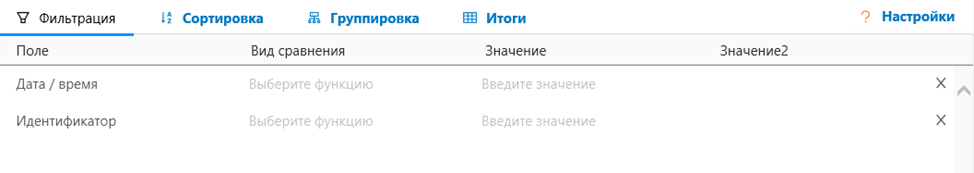 Фильтрация Сортировка Группировка Итоги ? Настройки
Поле Вид сравнения Значение Значение2
Дата / время Выберите функцию Введите значение
Идентификатор Выберите функцию Введите значение